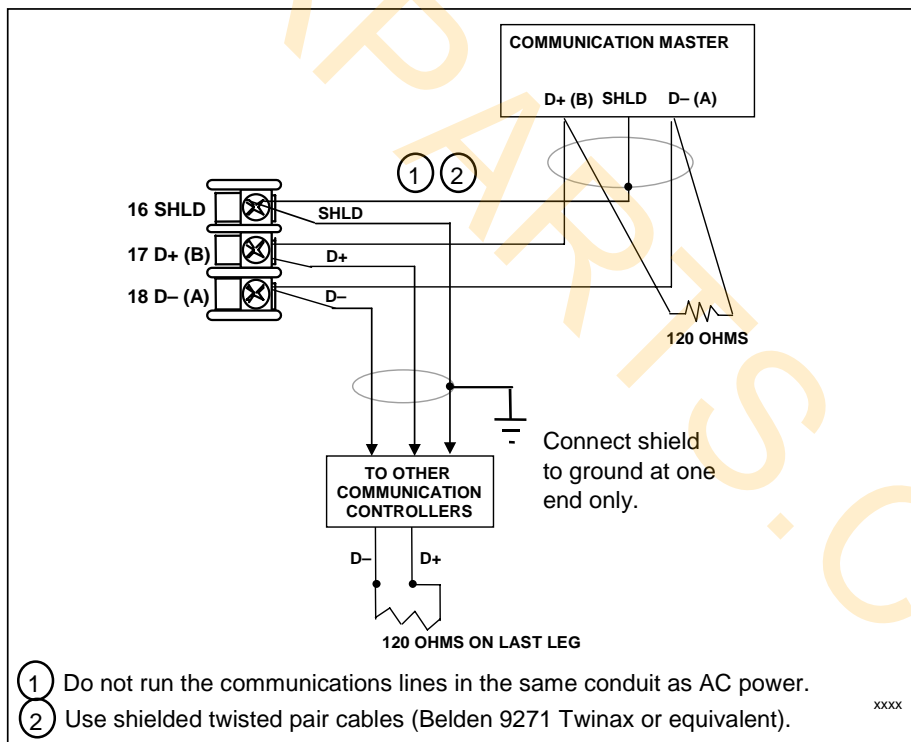 COMMUNICATION MASTER
D+ (B) SHLD D– (A)
1 2
16 SHLD
SHLD
17 D+ (B)
D+
18 D– (A)
D–
120 OHMS
Connect shield
to ground at one
end only.
TO OTHER
COMMUNICATION
CONTROLLERS
D– D+
120 OHMS ON LAST LEG
1 Do not run the communications lines in the same conduit as AC power.
2 Use shielded twisted pair cables (Belden 9271 Twinax or equivalent).
xxxx
PARTS.C